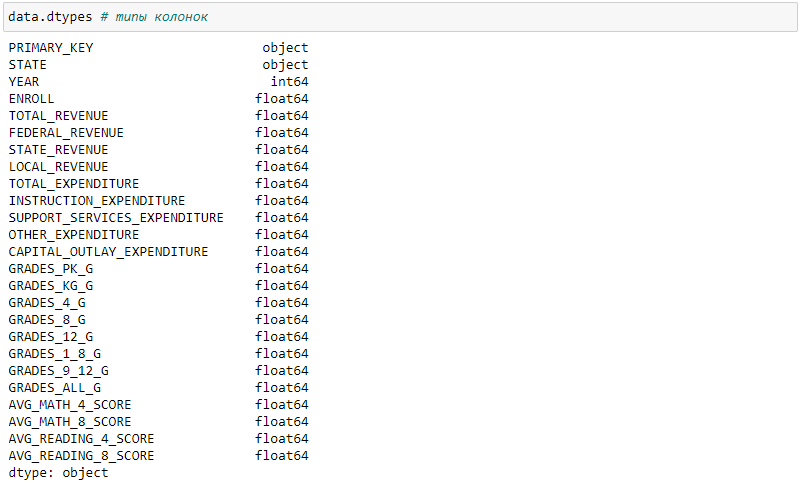 data.dtypes # типы колонок
PRIMARY_KEY object
STATE object
YEAR int64
ENROLL float64
TOTAL_REVENUE float64
FEDERAL_REVENUE float64
STATE_REVENUE float64
LOCAL_REVENUE float64
TOTAL_EXPENDITURE float64
INSTRUCTION_EXPENDITURE float64
SUPPORT_SERVICES_EXPENDITURE float64
OTHER_EXPENDITURE float64
CAPITAL_OUTLAY_EXPENDITURE float64
GRADES_PK_G float64
GRADES_KG_G float64
GRADES_4_G float64
GRADES_8_G float64
GRADES_12_G float64
GRADES_1_8_G float64
GRADES_9_12_G float64
GRADES_ALL_G float64
AVG_MATH_4_SCORE float64
AVG_MATH_8_SCORE float64
AVG_READING_4_SCORE float64
AVG_READING_8_SCORE float64
dtype: object